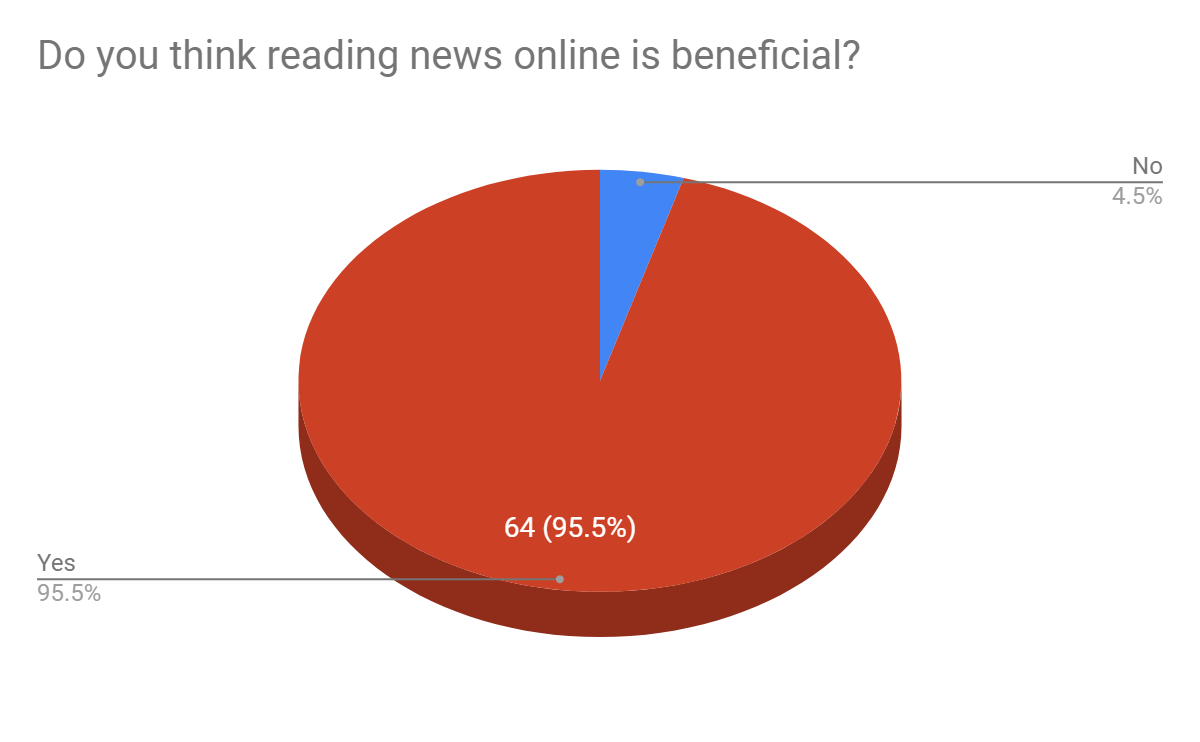 Do you think reading news online is beneficial?
No
4.5%
64 (95.5%)
Yes
95.5%